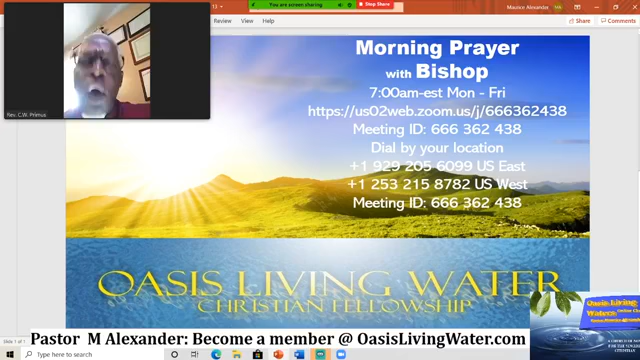 You are screen sharing
Stop Share
13
Maurice Alexander
Review
View
Help
Share
Comments
Rev. C.W. Primus
Morning Prayer
with Bishop
7:00am-est Mon - Fri
https://us02web.zoom.us/j/666362438
Meeting ID: 666 362 438
Dial by your location
+1 929 205 6099 US East
+1 253 215 8782 US West
Meeting ID: 666 362 438
OASIS LIVING WATER
CHRISTIAN FELLOWSHIP
Oasis Living
Slide 1 of 1
Pastor M Alexander: Become a member @ OasisLivingWater.com
Type here to search